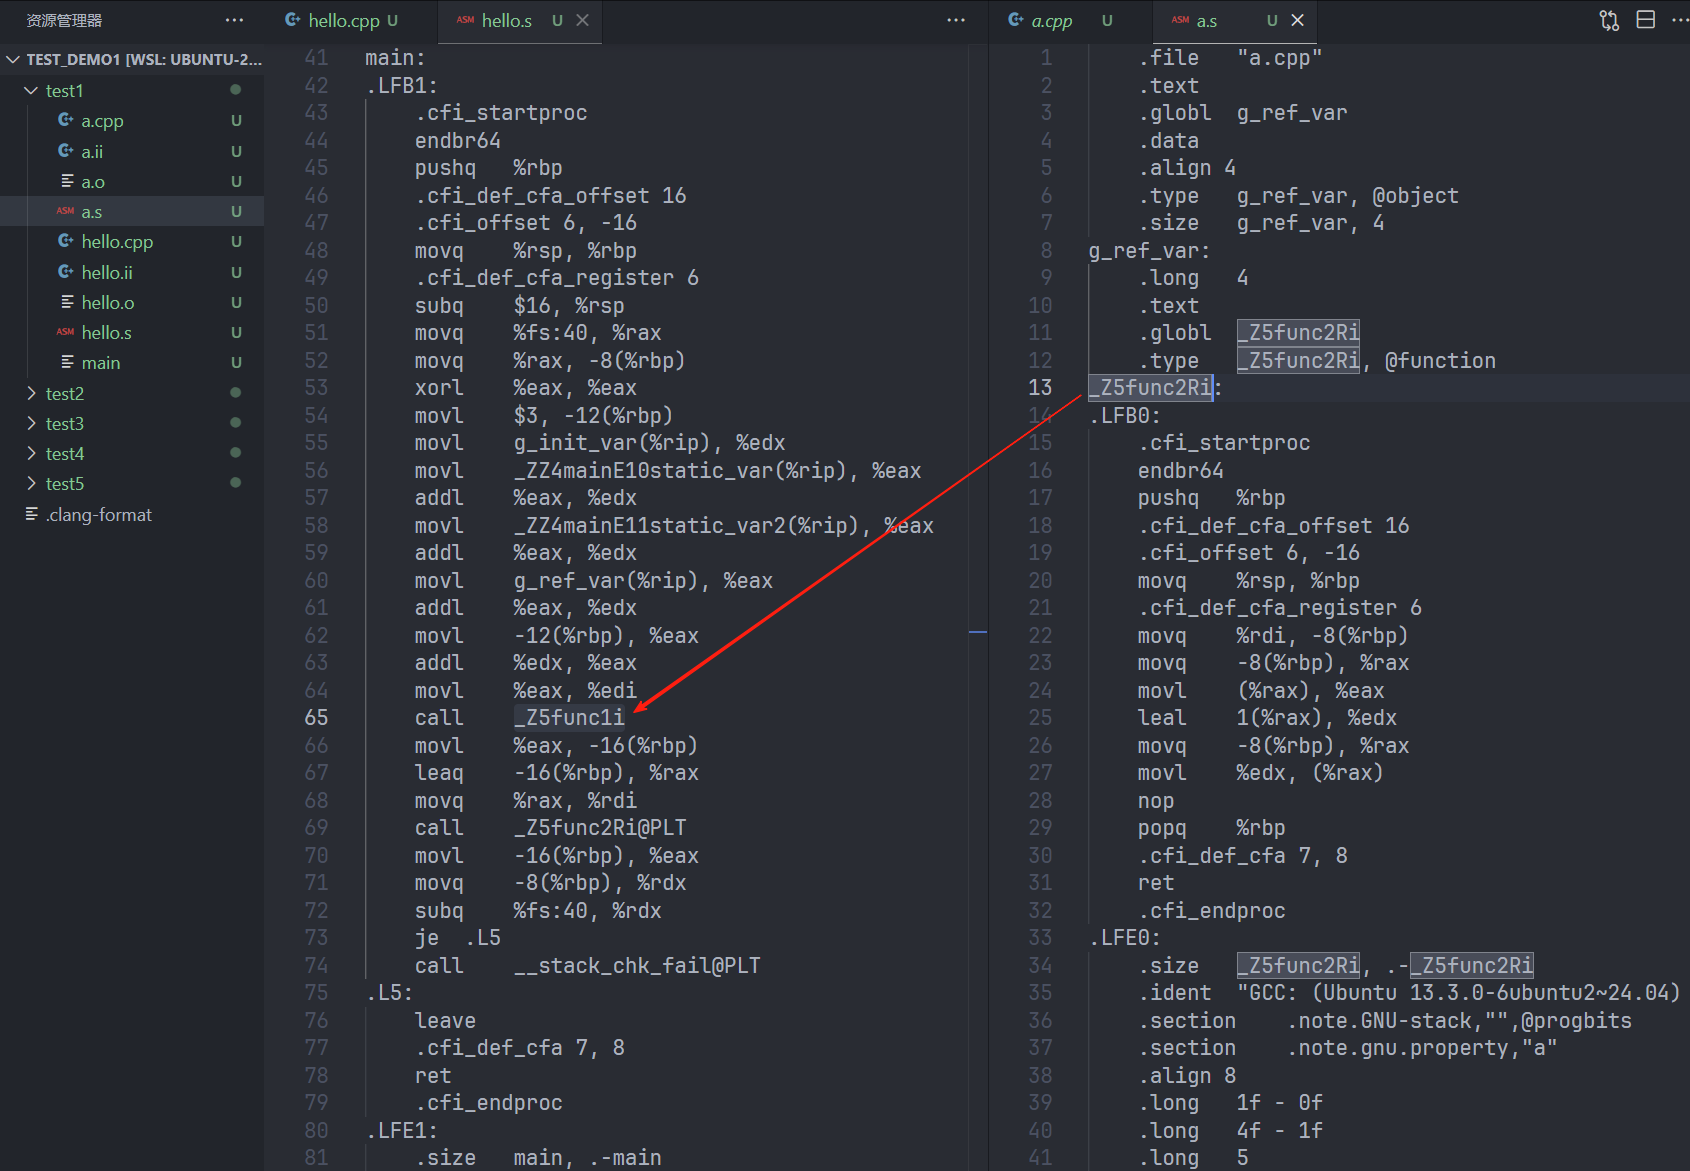 资源管理器
TEST_DEMO1 [WSL: UBUNTU-2...
test1
a.cpp U
a.ii U
a.o U
ASM a.s U
hello.cpp U
hello.ii U
hello.o U
ASM hello.s U
main U
test2
test3
test4
test5
.clang-format
hello.cpp U
ASM hello.s U
41 main:
42 .LFB1:
43 .cfi_startproc
44 endbr64
45 pushq %rbp
46 .cfi_def_cfa_offset 16
47 .cfi_offset 6, -16
48 movq %rsp, %rbp
49 .cfi_def_cfa_register 6
50 subq $16, %rsp
51 movq %fs:40, %rax
52 movq %rax, -8(%rbp)
53 xorl %eax, %eax
54 movl $3, -12(%rbp)
55 movl g_init_var(%rip), %edx
56 movl _ZZ4mainE10static_var(%rip), %eax
57 addl %eax, %edx
58 movl _ZZ4mainE11static_var2(%rip), %eax
59 addl %eax, %edx
60 movl g_ref_var(%rip), %eax
61 addl %eax, %edx
62 movl -12(%rbp), %eax
63 addl %edx, %eax
64 movl %eax, %edi
65 call _Z5func1i
66 movl %eax, -16(%rbp)
67 leaq -16(%rbp), %rax
68 movq %rax, %rdi
69 call _Z5func2Ri@PLT
70 movl -16(%rbp), %eax
71 movq -8(%rbp), %rdx
72 subq %fs:40, %rdx
73 je .L5
74 call __stack_chk_fail@PLT
75 .L5:
76 leave
77 .cfi_def_cfa 7, 8
78 ret
79 .cfi_endproc
80 .LFE1:
81 .size main, .-main
a.cpp U
ASM a.s U
1 .file "a.cpp"
2 .text
3 .globl g_ref_var
4 .data
5 .align 4
6 .type g_ref_var, @object
7 .size g_ref_var, 4
8 g_ref_var:
9 .long 4
10 .text
11 .globl _Z5func2Ri
12 .type _Z5func2Ri, @function
13 _Z5func2Ri:
14 .LFB0:
15 .cfi_startproc
16 endbr64
17 pushq %rbp
18 .cfi_def_cfa_offset 16
19 .cfi_offset 6, -16
20 movq %rsp, %rbp
21 .cfi_def_cfa_register 6
22 movq %rdi, -8(%rbp)
23 movq -8(%rbp), %rax
24 movl (%rax), %eax
25 leal 1(%rax), %edx
26 movq -8(%rbp), %rax
27 movl %edx, (%rax)
28 nop
29 popq %rbp
30 .cfi_def_cfa 7, 8
31 ret
32 .cfi_endproc
33 .LFE0:
34 .size _Z5func2Ri, .-_Z5func2Ri
35 .ident "GCC: (Ubuntu 13.3.0-6ubuntu2~24.04)
36 .section .note.GNU-stack,"",@progbits
37 .section .note.gnu.property,"a"
38 .align 8
39 .long 1f - 0f
40 .long 4f - 1f
41 .long 5